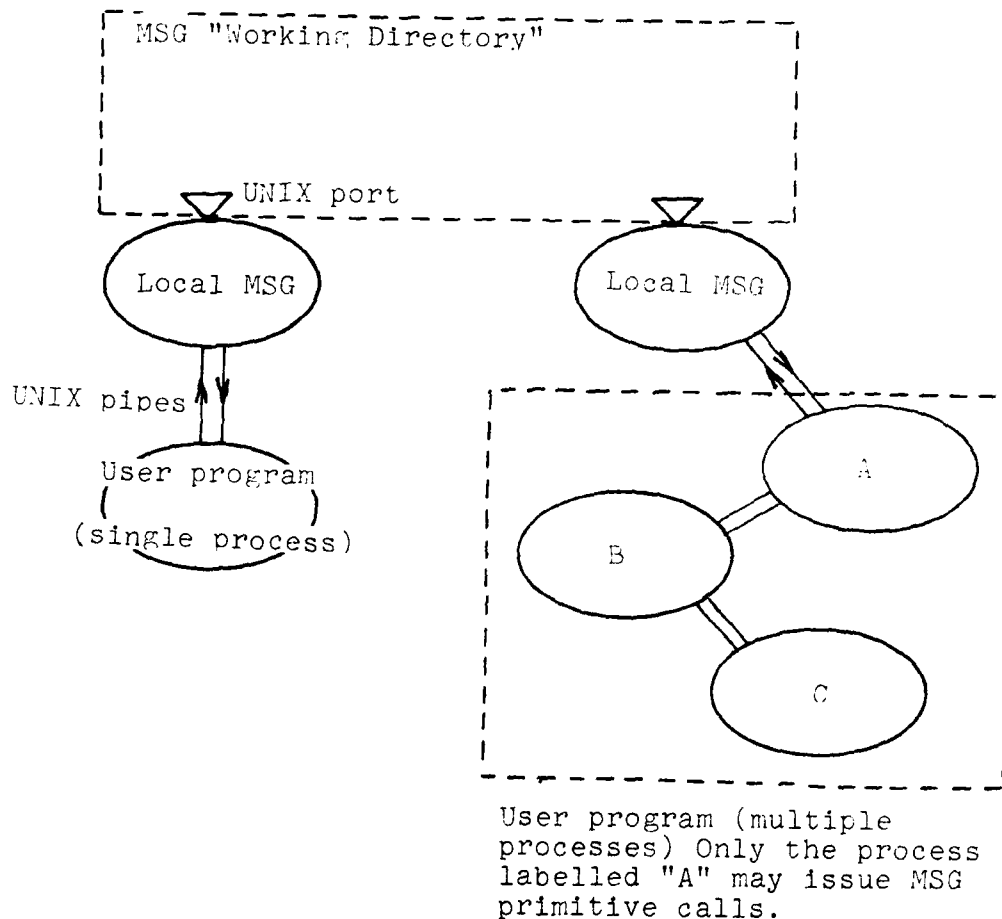 MSG "Working Directory"
UNIX port
Local MSG
Local MSG
UNIX pipes
User program
(single process)
A
B
C
User program (multiple
processes) Only the process
labelled "A" may issue MSG
primitive calls.